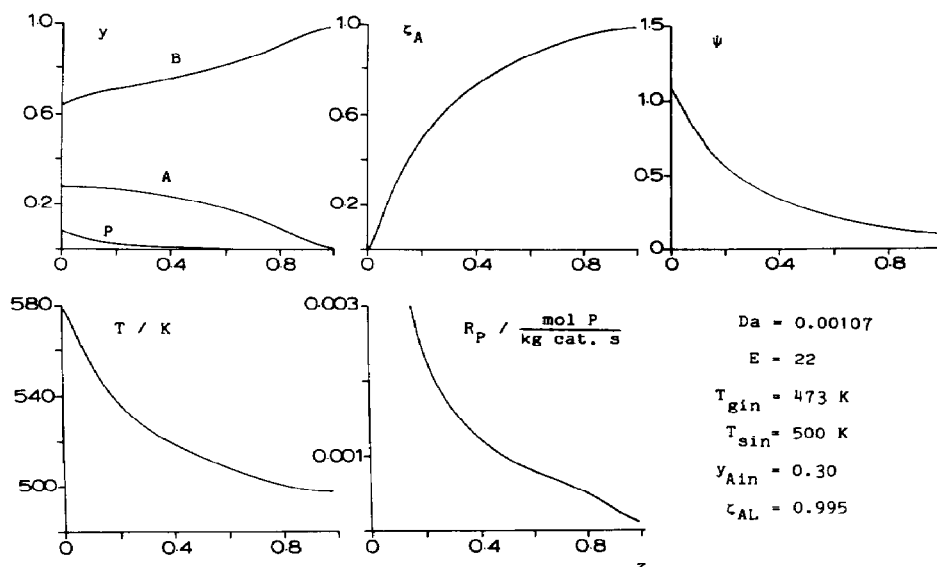 1.0
y
B
0.6
A
0.2
P
0 0.4 0.8
1.0
ζA
0.6
0.2
0 0.4 0.8
1.5
ψ
1.0
0.5
0
0 0.4 0.8
580
T / K
540
500
0 0.4 0.8
0.003
RP / mol P
kg cat. s
0.001
0 0.4 0.8
Da = 0.00107
E = 22
Tgin = 473 K
Tsin = 500 K
yAin = 0.30
ζAL = 0.995